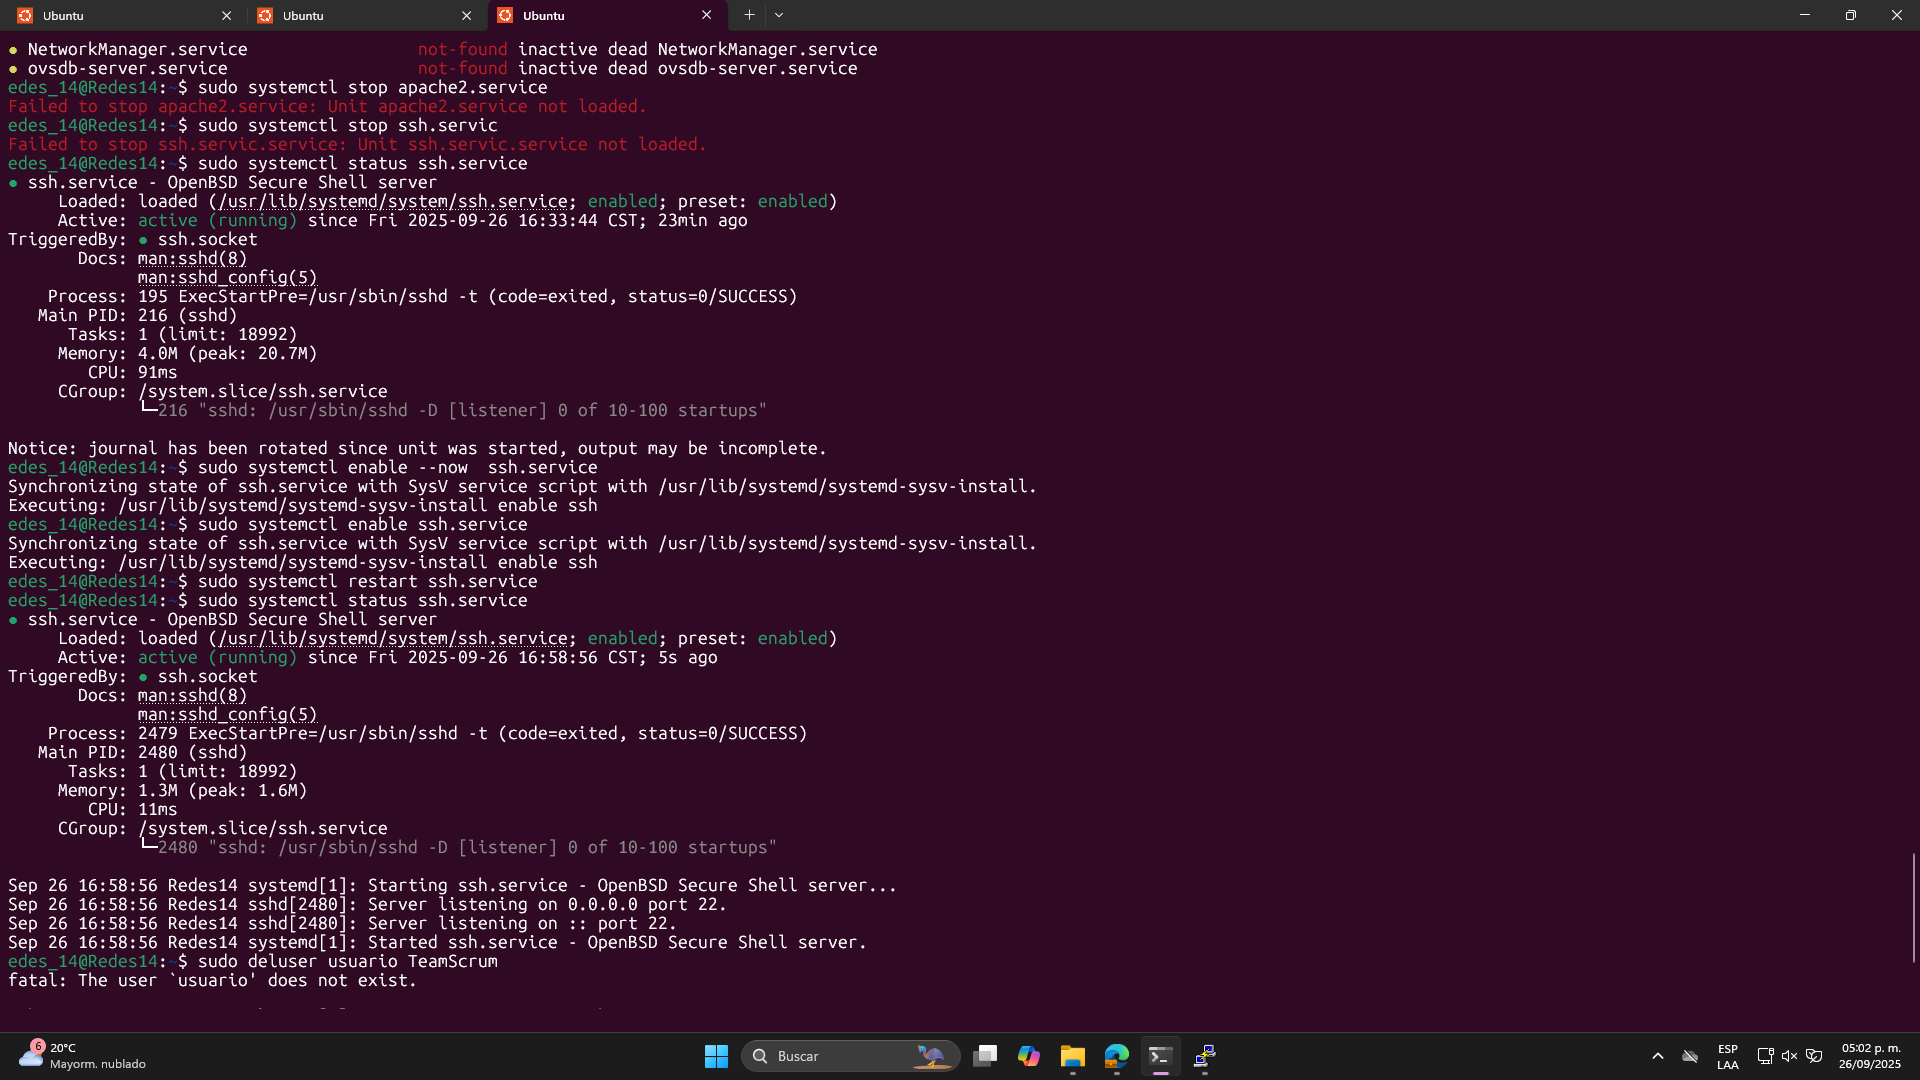 Ubuntu
Ubuntu
Ubuntu
● NetworkManager.service not-found inactive dead NetworkManager.service
● ovsdb-server.service not-found inactive dead ovsdb-server.service
edes_14@Redes14:~$ sudo systemctl stop apache2.service
Failed to stop apache2.service: Unit apache2.service not loaded.
edes_14@Redes14:~$ sudo systemctl stop ssh.servic
Failed to stop ssh.servic.service: Unit ssh.servic.service not loaded.
edes_14@Redes14:~$ sudo systemctl status ssh.service
● ssh.service - OpenBSD Secure Shell server
Loaded: loaded (/usr/lib/systemd/system/ssh.service; enabled; preset: enabled)
Active: active (running) since Fri 2025-09-26 16:33:44 CST; 23min ago
TriggeredBy: ● ssh.socket
Docs: man:sshd(8)
man:sshd_config(5)
Process: 195 ExecStartPre=/usr/sbin/sshd -t (code=exited, status=0/SUCCESS)
Main PID: 216 (sshd)
Tasks: 1 (limit: 18992)
Memory: 4.0M (peak: 20.7M)
CPU: 91ms
CGroup: /system.slice/ssh.service
└─216 "sshd: /usr/sbin/sshd -D [listener] 0 of 10-100 startups"
Notice: journal has been rotated since unit was started, output may be incomplete.
edes_14@Redes14:~$ sudo systemctl enable --now  ssh.service
Synchronizing state of ssh.service with SysV service script with /usr/lib/systemd/systemd-sysv-install.
Executing: /usr/lib/systemd/systemd-sysv-install enable ssh
edes_14@Redes14:~$ sudo systemctl enable ssh.service
Synchronizing state of ssh.service with SysV service script with /usr/lib/systemd/systemd-sysv-install.
Executing: /usr/lib/systemd/systemd-sysv-install enable ssh
edes_14@Redes14:~$ sudo systemctl restart ssh.service
edes_14@Redes14:~$ sudo systemctl status ssh.service
● ssh.service - OpenBSD Secure Shell server
Loaded: loaded (/usr/lib/systemd/system/ssh.service; enabled; preset: enabled)
Active: active (running) since Fri 2025-09-26 16:58:56 CST; 5s ago
TriggeredBy: ● ssh.socket
Docs: man:sshd(8)
man:sshd_config(5)
Process: 2479 ExecStartPre=/usr/sbin/sshd -t (code=exited, status=0/SUCCESS)
Main PID: 2480 (sshd)
Tasks: 1 (limit: 18992)
Memory: 1.3M (peak: 1.6M)
CPU: 11ms
CGroup: /system.slice/ssh.service
└─2480 "sshd: /usr/sbin/sshd -D [listener] 0 of 10-100 startups"
Sep 26 16:58:56 Redes14 systemd[1]: Starting ssh.service - OpenBSD Secure Shell server...
Sep 26 16:58:56 Redes14 sshd[2480]: Server listening on 0.0.0.0 port 22.
Sep 26 16:58:56 Redes14 sshd[2480]: Server listening on :: port 22.
Sep 26 16:58:56 Redes14 systemd[1]: Started ssh.service - OpenBSD Secure Shell server.
edes_14@Redes14:~$ sudo deluser usuario TeamScrum
fatal: The user `usuario' does not exist.
6
20°C
Mayorm. nublado
Buscar
ESP
LAA
05:02 p. m.
26/09/2025